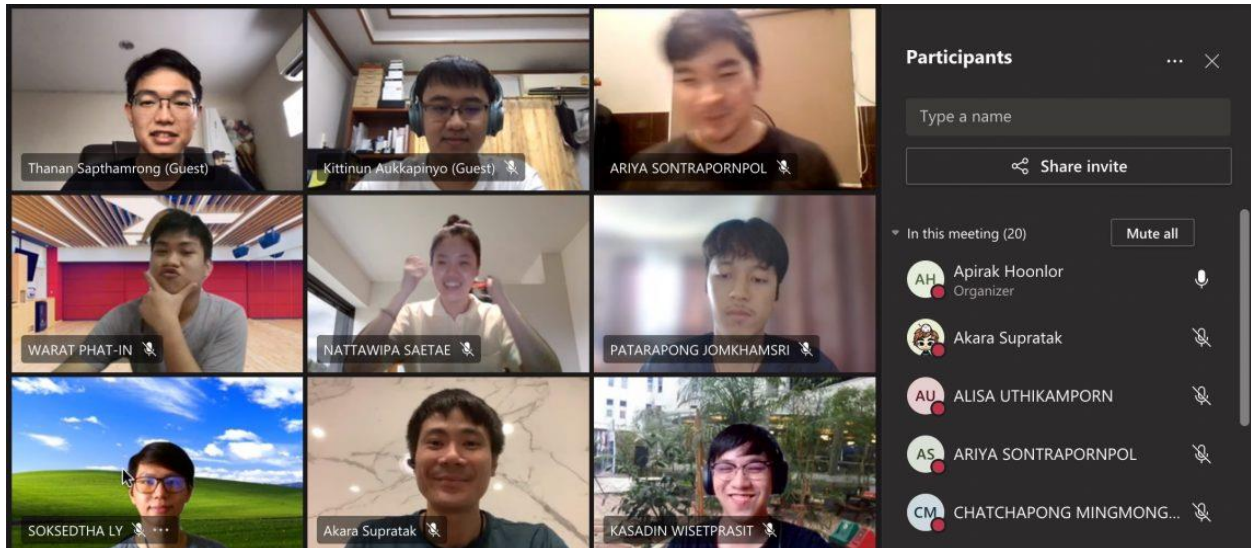 Thanan Sapthamrong (Guest)
Kittinun Aukkapinyo (Guest)
ARIYA SONTRAPORNPOL
WARAT PHAT-IN
NATTAWIPA SAETAE
PATARAPONG JOMKHAMSRI
SOKSEDTHA LY
Akara Supratak
KASADIN WISETPRASIT
Participants
Type a name
Share invite
In this meeting (20)
Mute all
AH
Apirak Hoonlor
Organizer
Akara Supratak
AU
ALISA UTHIKAMPORN
AS
ARIYA SONTRAPORNPOL
CM
CHATCHAPONG MINGMONG...